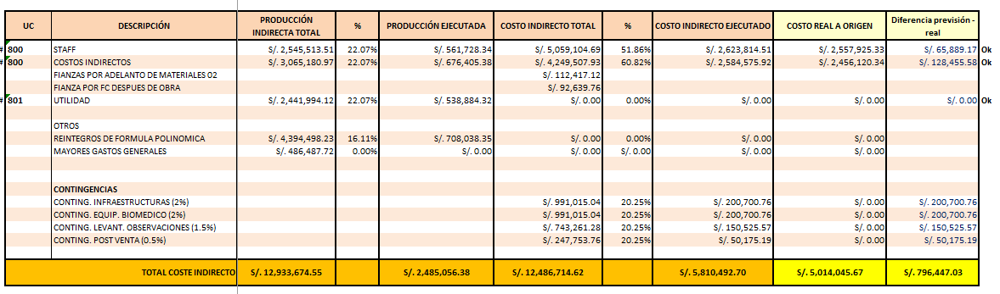 UC DESCRIPCIÓN PRODUCCIÓN INDIRECTA TOTAL % PRODUCCIÓN EJECUTADA COSTO INDIRECTO TOTAL % COSTO INDIRECTO EJECUTADO COSTO REAL A ORIGEN Diferencia previsión - real
# 800 STAFF S/. 2,545,513.51 22.07% S/. 561,728.34 S/. 5,059,104.69 51.86% S/. 2,623,814.51 S/. 2,557,925.33 S/. 65,889.17 Ok
# 800 COSTOS INDIRECTOS S/. 3,065,180.97 22.07% S/. 676,405.38 S/. 4,249,507.93 60.82% S/. 2,584,575.92 S/. 2,456,120.34 S/. 128,455.58 Ok
FIANZAS POR ADELANTO DE MATERIALES 02 S/. 112,417.12
FIANZA POR FC DESPUES DE OBRA S/. 92,639.76
# 801 UTILIDAD S/. 2,441,994.12 22.07% S/. 538,884.32 S/. 0.00 0.00% S/. 0.00 S/. 0.00 S/. 0.00 Ok
OTROS
REINTEGROS DE FORMULA POLINOMICA S/. 4,394,498.23 16.11% S/. 708,038.35 S/. 0.00 0.00% S/. 0.00 S/. 0.00
MAYORES GASTOS GENERALES S/. 486,487.72 0.00% S/. 0.00 S/. 0.00 S/. 0.00 S/. 0.00 S/. 0.00
CONTINGENCIAS
CONTING. INFRAESTRUCTURAS (2%) S/. 991,015.04 20.25% S/. 200,700.76 S/. 0.00 S/. 200,700.76
CONTING. EQUIP. BIOMEDICO (2%) S/. 991,015.04 20.25% S/. 200,700.76 S/. 0.00 S/. 200,700.76
CONTING. LEVANT. OBSERVACIONES (1.5%) S/. 743,261.28 20.25% S/. 150,525.57 S/. 0.00 S/. 150,525.57
CONTING. POST VENTA (0.5%) S/. 247,753.76 20.25% S/. 50,175.19 S/. 0.00 S/. 50,175.19
TOTAL COSTE INDIRECTO S/. 12,933,674.55 S/. 2,485,056.38 S/. 12,486,714.62 S/. 5,810,492.70 S/. 5,014,045.67 S/. 796,447.03